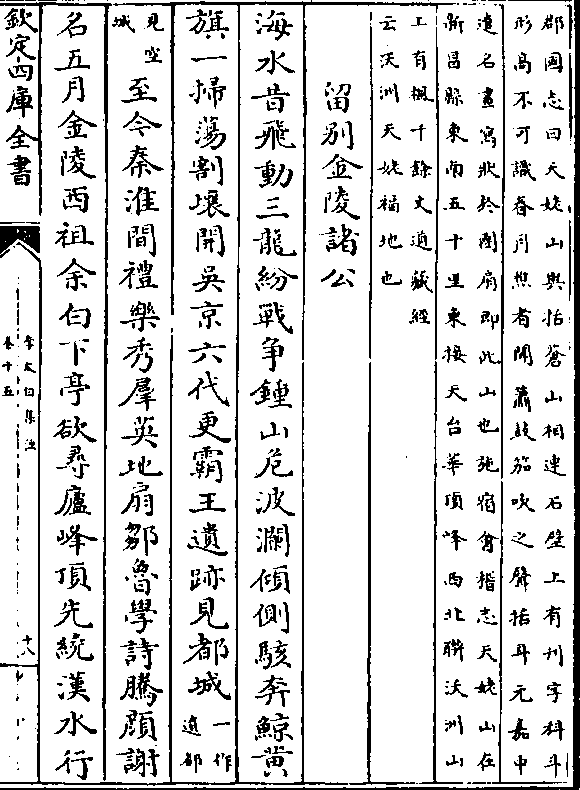 郡國志曰天姥山與括蒼山相連石壁上有刋字科斗
形髙不可識春月樵者聞簫鼓笳吹之聲括耳元嘉中
遣名畫寫狀於圑扇即此山也施宿會稽志天姥山在
新昌縣東南五十里東接天台華頂峰西北聯沃洲山
上有楓千餘丈道藏經
云沃洲天姥福地也
留别金陵諸公
海水昔飛動三龍紛戰爭鍾山危波瀾傾側駭奔鯨黄
旗一掃蕩割壤開吳京六代更霸王遺跡見都城一作遺都
見空城至今秦淮間禮樂秀羣英地扇鄒魯學詩騰顔謝
名五月金陵西祖余白下亭欲尋廬峰頂先繞漢水行
欽定四庫全書
李太白集注
卷十五
十八